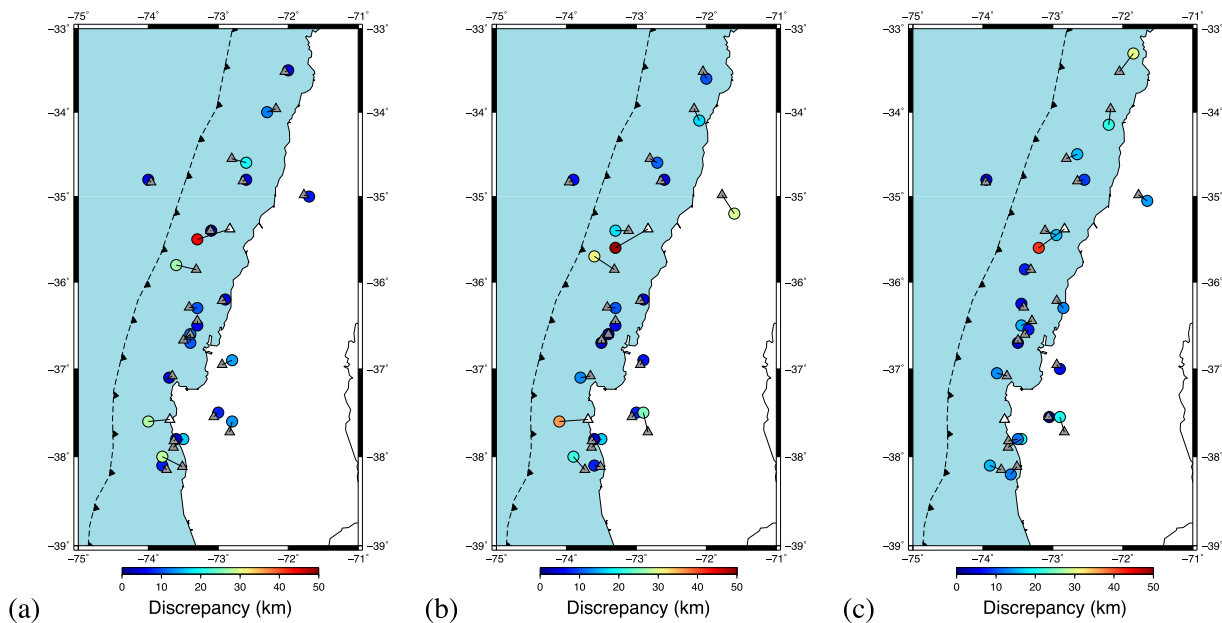 −75˚ −74˚ −73˚ −72˚ −71˚
−75˚ −74˚ −73˚ −72˚ −71˚
−75˚ −74˚ −73˚ −72˚ −71˚
−33˚ −33˚ −33˚ −33˚ −33˚ −33˚
−34˚ −34˚ −34˚ −34˚ −34˚ −34˚
−35˚ −35˚ −35˚ −35˚ −35˚ −35˚
−36˚ −36˚ −36˚ −36˚ −36˚ −36˚
−37˚ −37˚ −37˚ −37˚ −37˚ −37˚
−38˚ −38˚ −38˚ −38˚ −38˚ −38˚
−39˚ −39˚ −39˚ −39˚ −39˚ −39˚
−75˚ −74˚ −73˚ −72˚ −71˚
−75˚ −74˚ −73˚ −72˚ −71˚
−75˚ −74˚ −73˚ −72˚ −71˚
0 10 20 30 40 50
0 10 20 30 40 50
0 10 20 30 40 50
(a) Discrepancy (km)
(b) Discrepancy (km)
(c) Discrepancy (km)